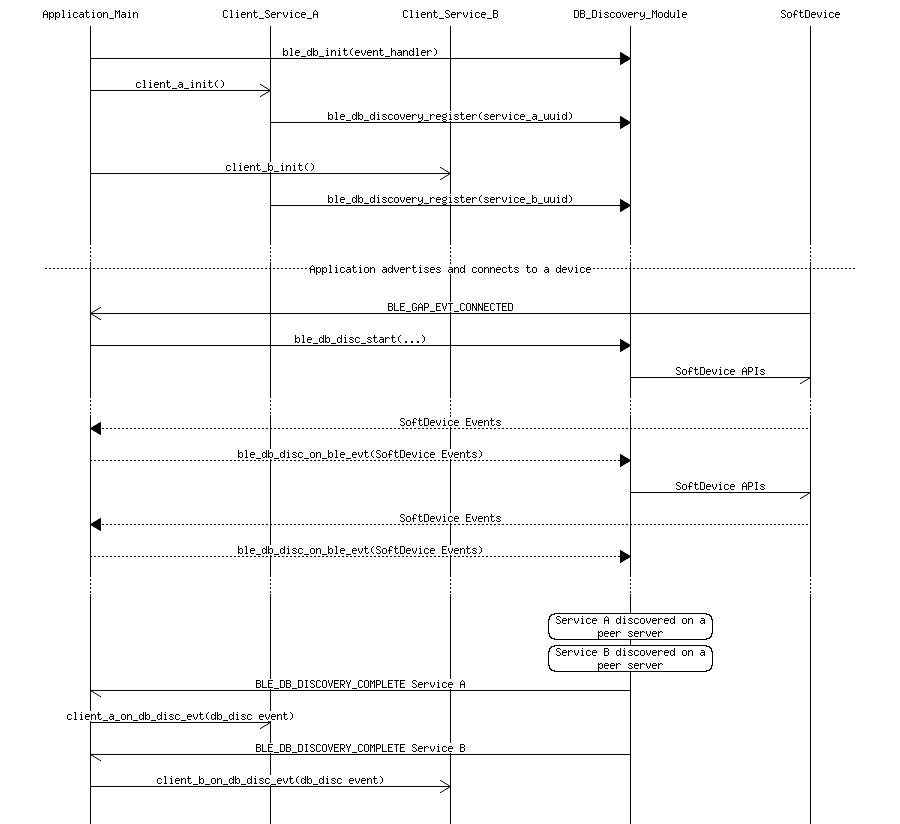 Application_Main Client_Service_A Client_Service_B DB_Discovery_Module SoftDevice
ble_db_init(event_handler)
client_a_init()
ble_db_discovery_register(service_a_uuid)
client_b_init()
ble_db_discovery_register(service_b_uuid)
Application advertises and connects to a device
BLE_GAP_EVT_CONNECTED
ble_db_disc_start(...)
SoftDevice APIs
SoftDevice Events
ble_db_disc_on_ble_evt(SoftDevice Events)
SoftDevice APIs
SoftDevice Events
ble_db_disc_on_ble_evt(SoftDevice Events)
Service A discovered on a
peer server
Service B discovered on a
peer server
BLE_DB_DISCOVERY_COMPLETE Service A
client_a_on_db_disc_evt(db_disc event)
BLE_DB_DISCOVERY_COMPLETE Service B
client_b_on_db_disc_evt(db_disc event)